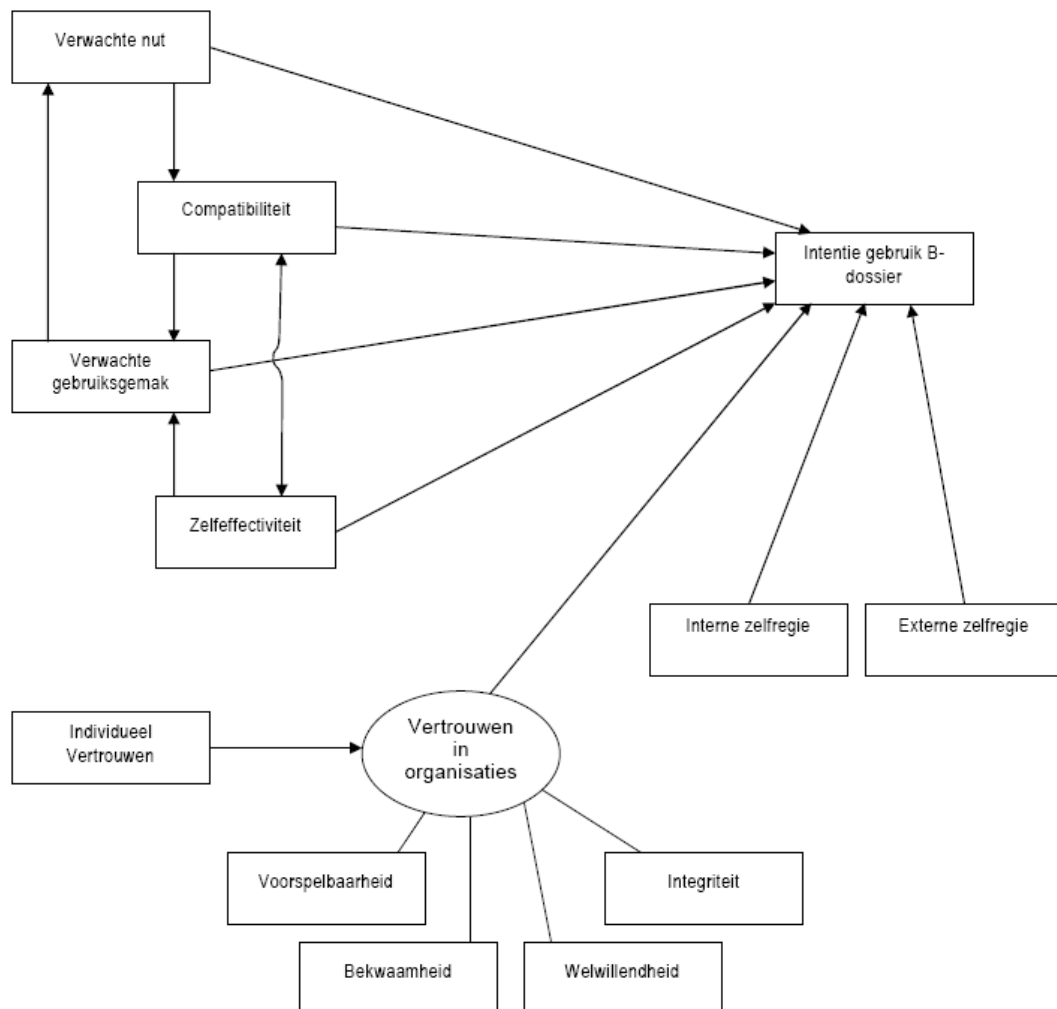 Verwachte nut
Compatibiliteit
Intentie gebruik B-
dossier
Verwachte
gebruiksgemak
Zelfeffectiviteit
Interne zelfregie
Externe zelfregie
Individueel
Vertrouwen
Vertrouwen
in
organisaties
Voorspelbaarheid
Integriteit
Bekwaamheid
Welwillendheid